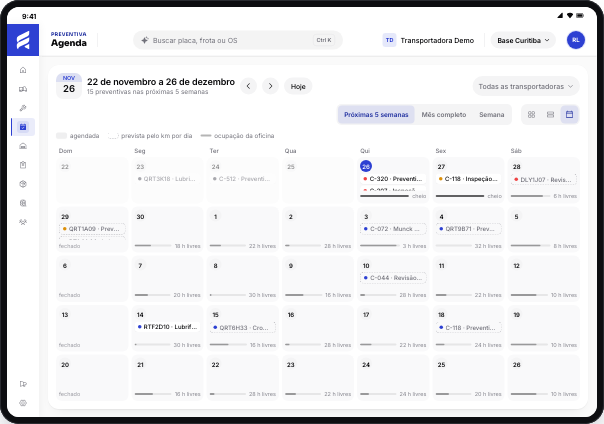 9:41
PREVENTIVA
Agenda
Buscar placa, frota ou OS
Ctrl K
TD
Transportadora Demo
Base Curitiba
RL
NOV
26
22 de novembro a 26 de dezembro
15 preventivas nas próximas 5 semanas
Hoje
Todas as transportadoras
Próximas 5 semanas
Mês completo
Semana
agendada
prevista pelo km por dia
ocupação da oficina
Dom
Seg
Ter
Qua
Qui
Sex
Sáb
22
23
QRT3K18 · Lubri...
24
C-512 · Preventi...
25
26
C-320 · Preventi...
cheio
27
C-118 · Inspeção...
cheio
28
DLY1J07 · Revis...
6 h livres
29
QRT1A09 · Prev...
fechado
30
16 h livres
1
22 h livres
2
28 h livres
3
C-072 · Munck ...
3 h livres
4
QRT9B71 · Prev...
32 h livres
5
8 h livres
6
fechado
7
20 h livres
8
30 h livres
9
16 h livres
10
C-044 · Revisão...
28 h livres
11
22 h livres
12
10 h livres
13
fechado
14
RTF2D10 · Lubrif...
30 h livres
15
QRT6H33 · Cro...
16 h livres
16
28 h livres
17
22 h livres
18
C-118 · Preventi...
24 h livres
19
10 h livres
20
fechado
21
16 h livres
22
28 h livres
23
22 h livres
24
24 h livres
25
20 h livres
26
10 h livres